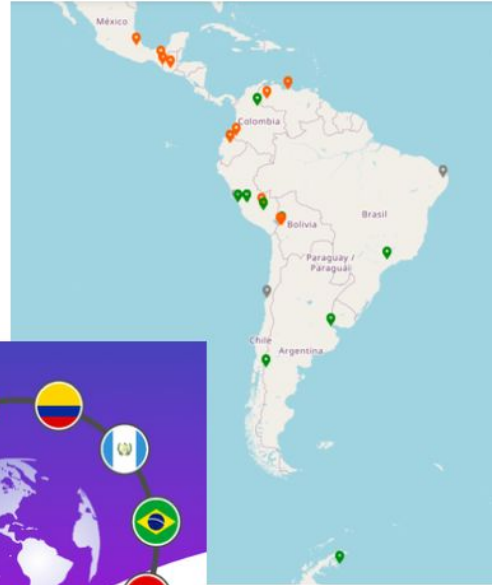 México
Colombia
Brasil
Bolivia
Paraguay /
Paraguái
Chile
Argentina